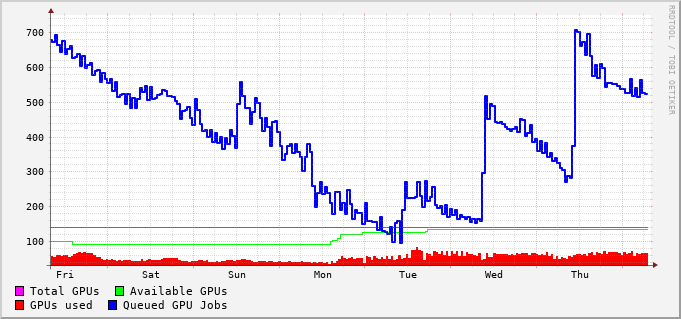 RRDTOOL / TOBI OETIKER
700
600
500
400
300
200
100
Fri Sat Sun Mon Tue Wed Thu
Total GPUs Available GPUs
GPUs used Queued GPU Jobs